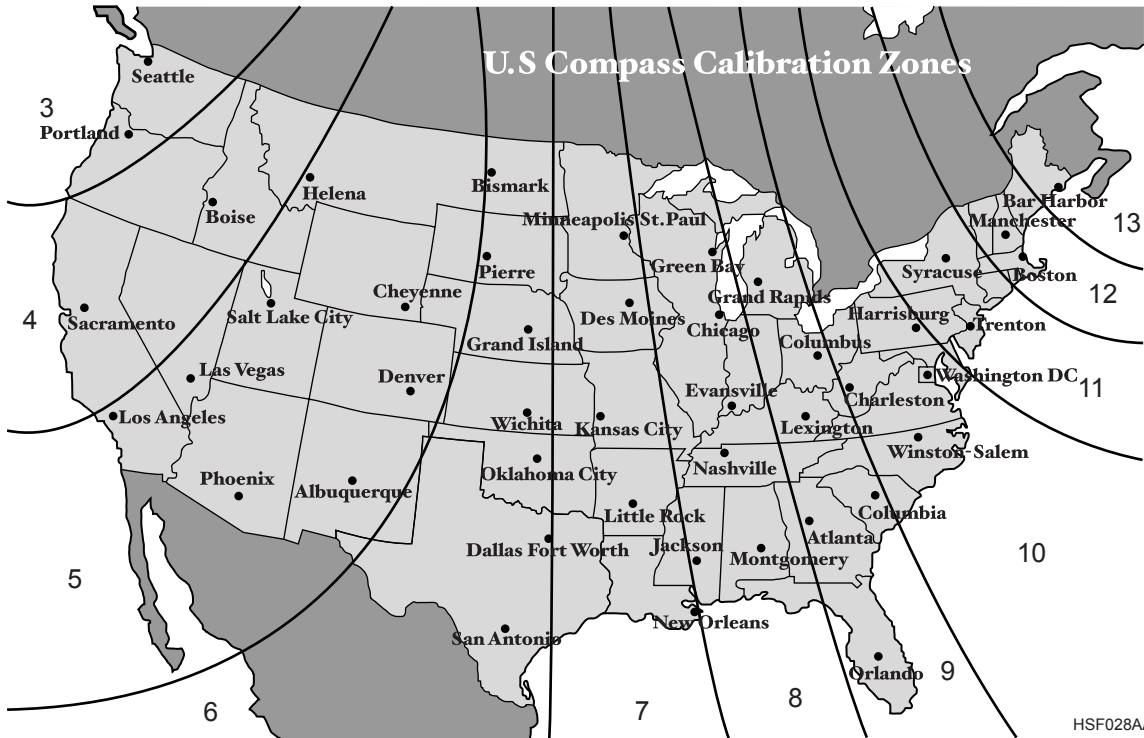 U.S Compass Calibration Zones
Seattle
3
Portland
Helena
Bismark
Bar Harbor
Boise
Minneapolis St. Paul
Manchester
13
Pierre
Green Bay
Syracuse
Boston
Cheyenne
Grand Rapids
12
4
Sacramento
Salt Lake City
Des Moines
Chicago
Harrisburg
Trenton
Grand Island
Columbus
Las Vegas
Denver
Washington DC
11
Evansville
Charleston
Los Angeles
Wichita
Kansas City
Lexington
Winston-Salem
Nashville
Phoenix
Albuquerque
Oklahoma City
Little Rock
Columbia
Dallas Fort Worth
Jackson
Atlanta
Montgomery
10
5
New Orleans
San Antonio
Orlando
9
6
7
8
HSF028A